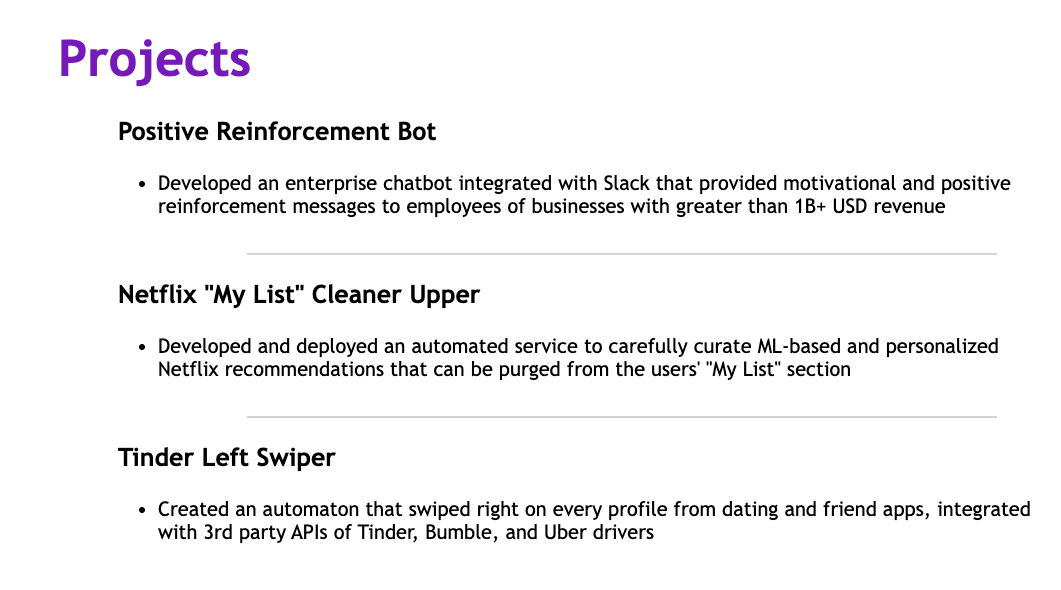 Projects
Positive Reinforcement Bot
• Developed an enterprise chatbot integrated with Slack that provided motivational and positive
reinforcement messages to employees of businesses with greater than 1B+ USD revenue
Netflix "My List" Cleaner Upper
• Developed and deployed an automated service to carefully curate ML-based and personalized
Netflix recommendations that can be purged from the users' "My List" section
Tinder Left Swiper
• Created an automaton that swiped right on every profile from dating and friend apps, integrated
with 3rd party APIs of Tinder, Bumble, and Uber drivers